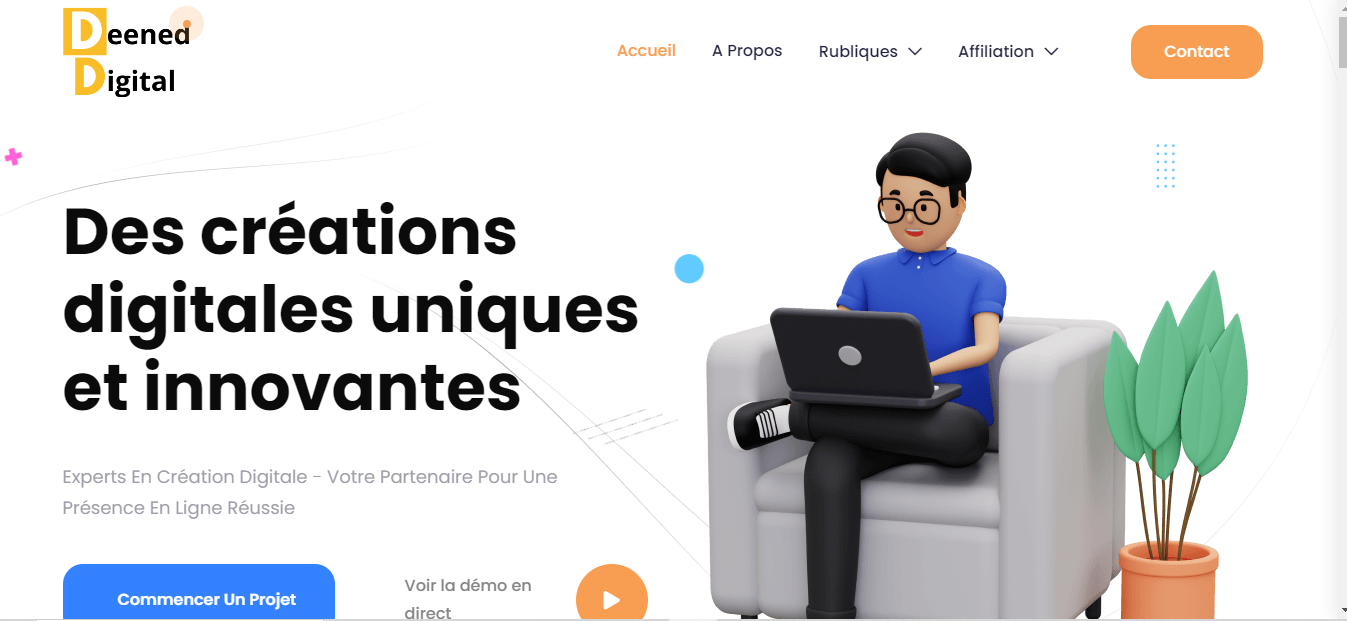 Deened
Digital
Accueil
A Propos
Rubliques
Affiliation
Contact
Des créations
digitales uniques
et innovantes
Experts En Création Digitale - Votre Partenaire Pour Une
Présence En Ligne Réussie
Commencer Un Projet
Voir la démo en
direct